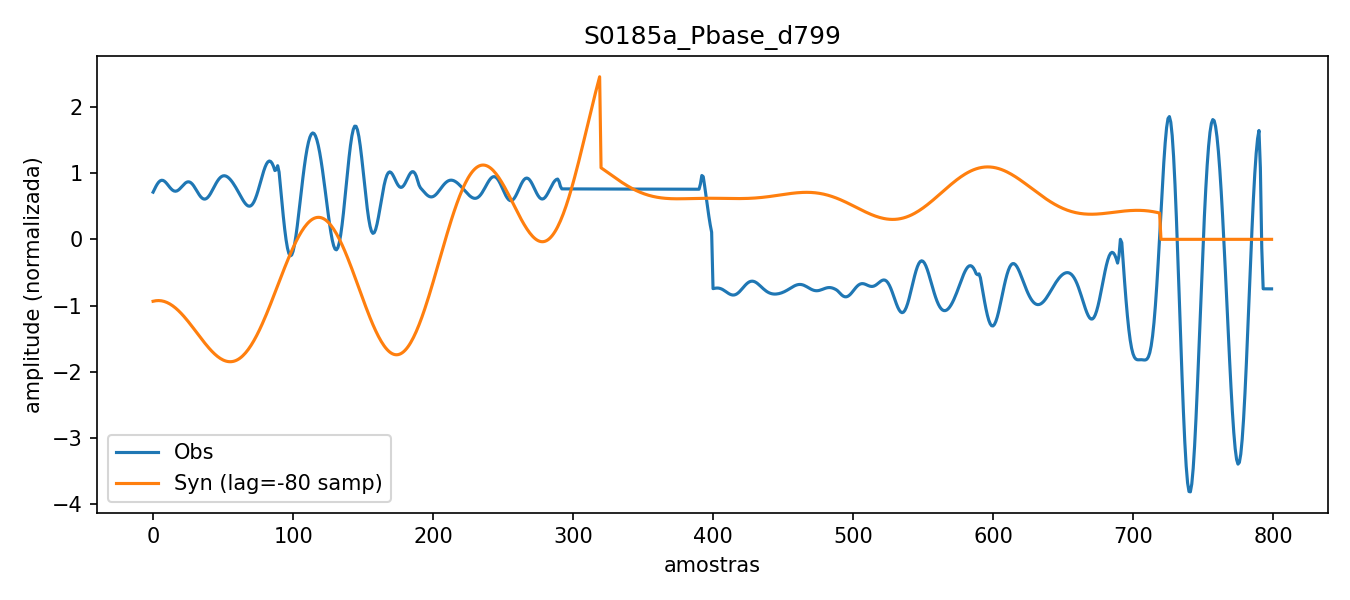 S0185a_Pbase_d799
amplitude (normalizada)
2
1
0
−1
−2
−3
−4
Obs
Syn (lag=-80 samp)
0 100 200 300 400 500 600 700 800
amostras